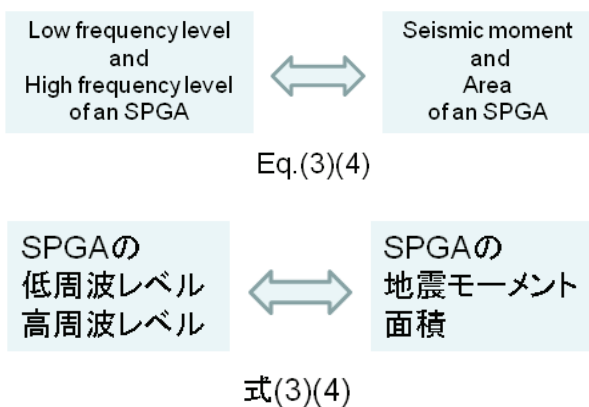 Low frequency level
and
High frequency level
of an SPGA
Seismic moment
and
Area
of an SPGA
Eq.(3)(4)
SPGAの
低周波レベル
高周波レベル
SPGAの
地震モーメント
面積
式(3)(4)